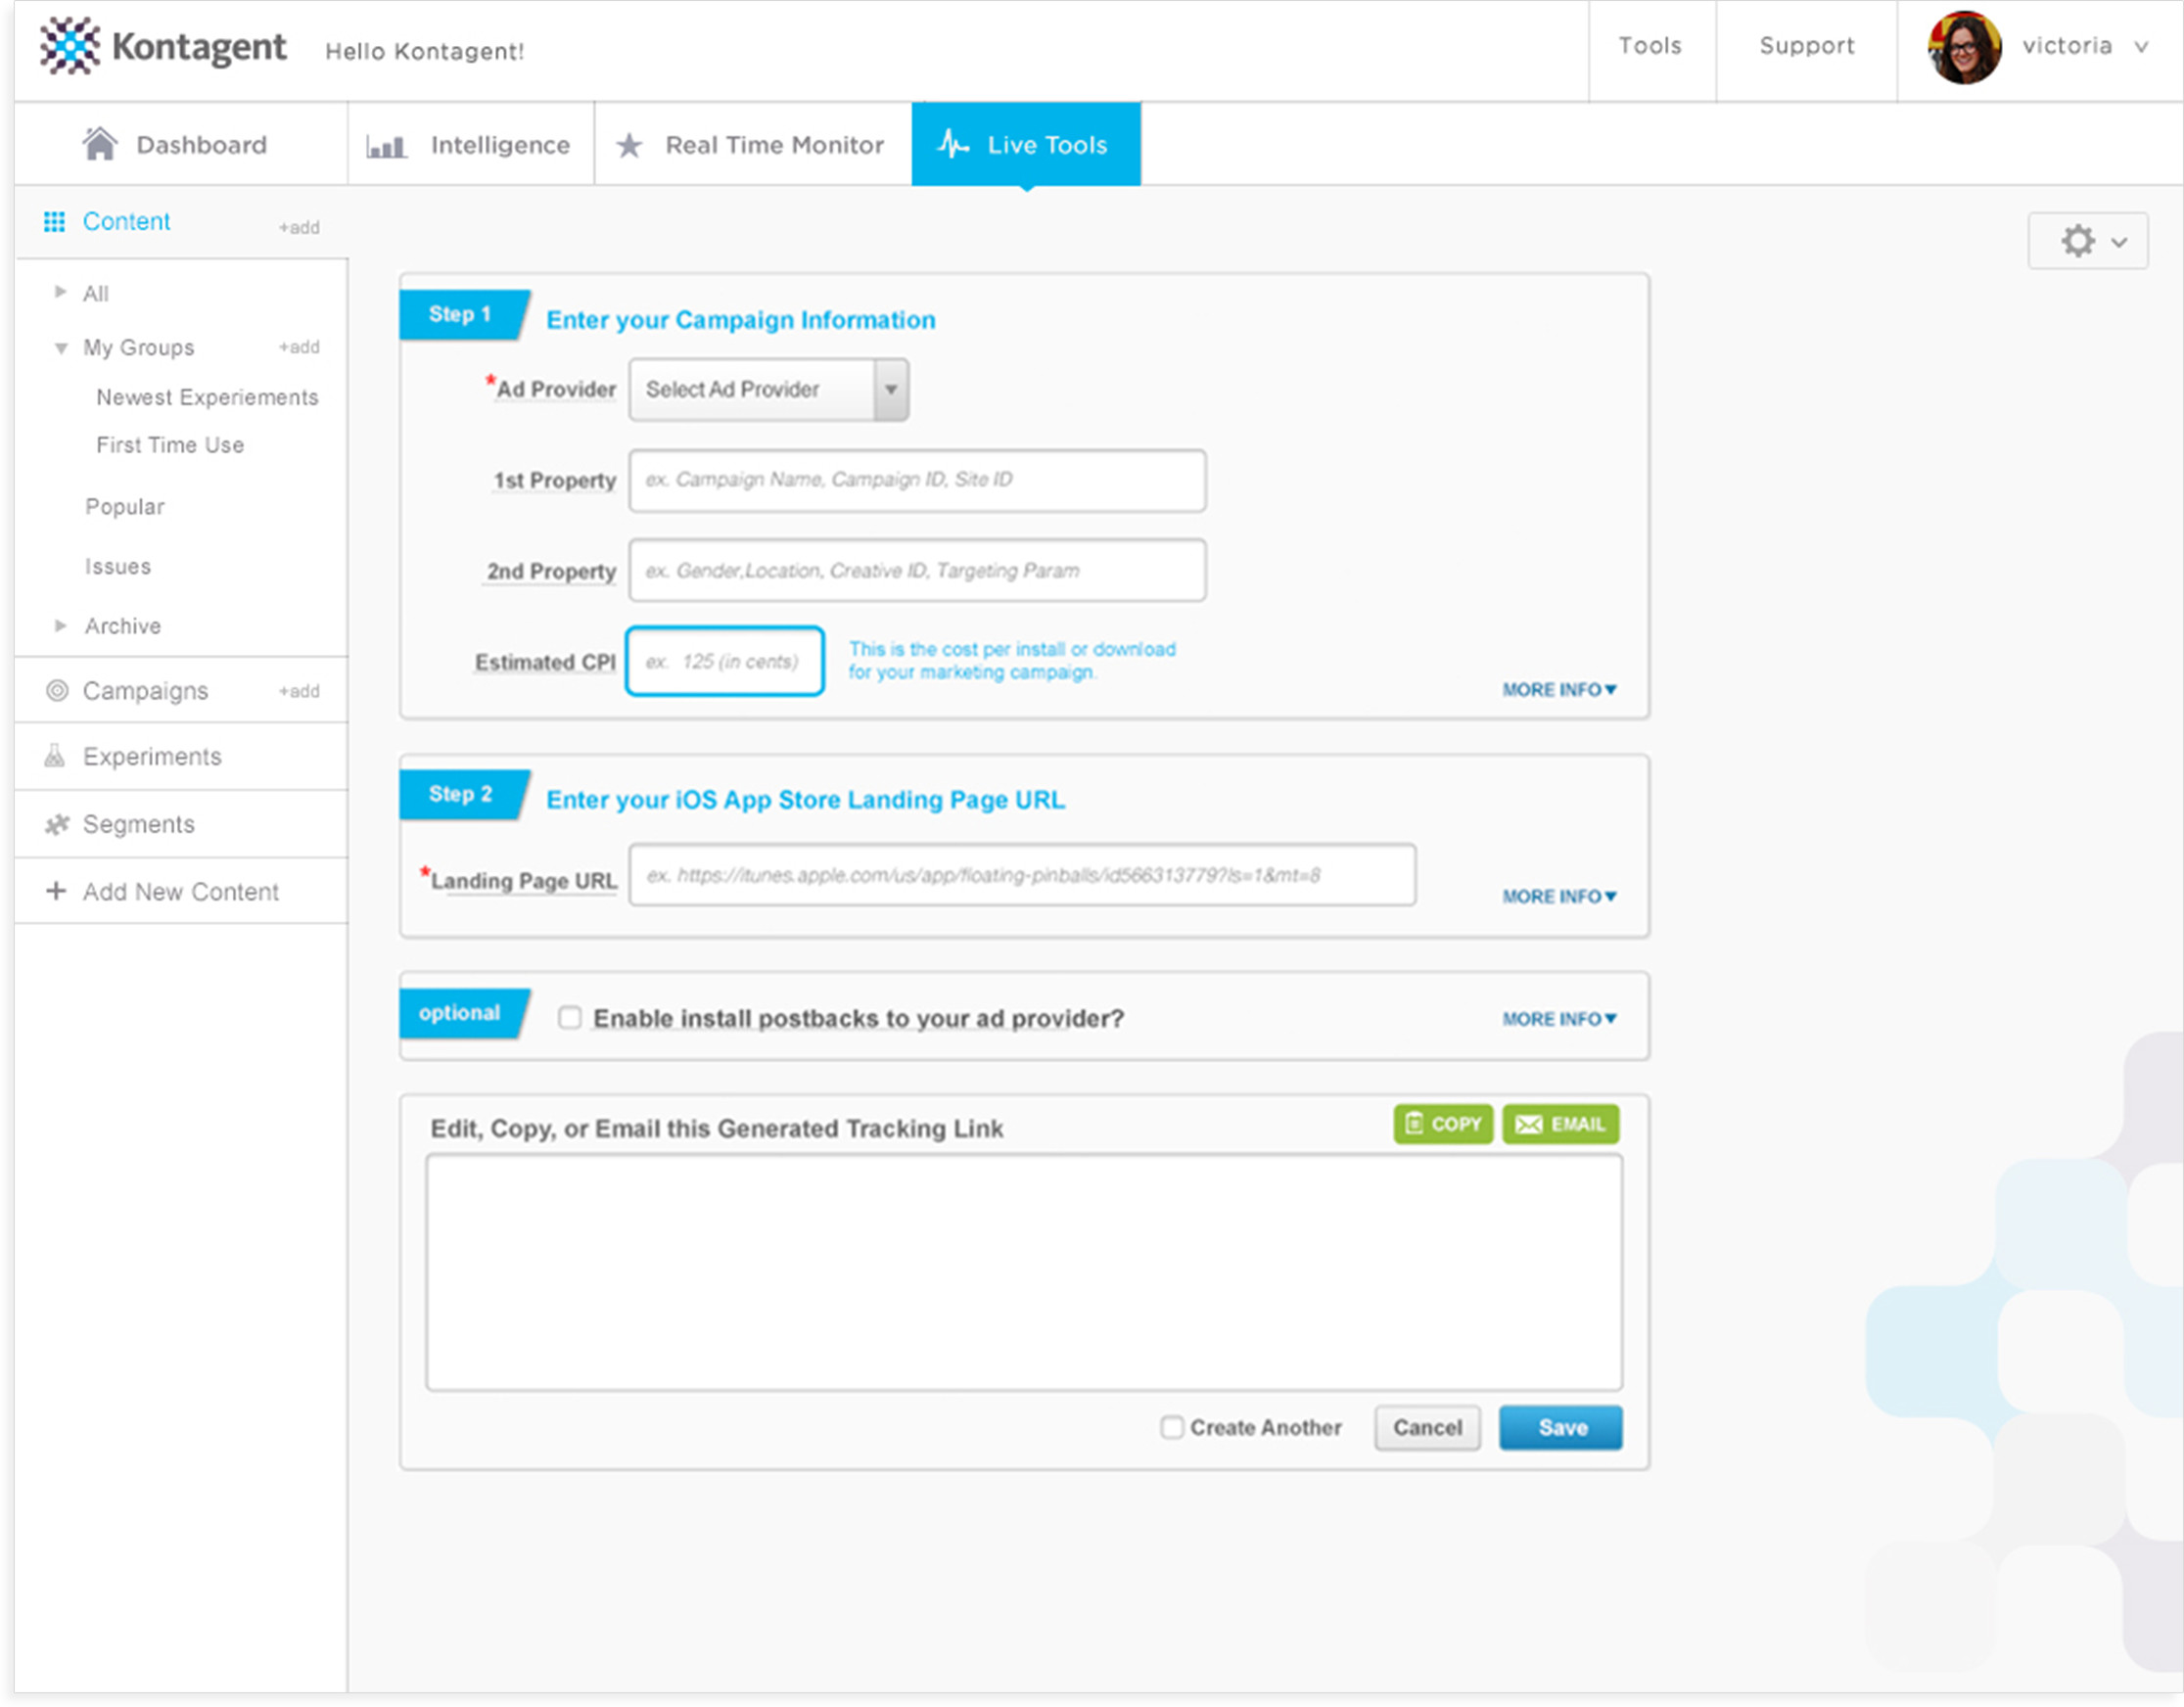 Kontagent
Hello Kontagent!
Tools
Support
victoria
Dashboard
Intelligence
Real Time Monitor
Live Tools
Content
+add
All
My Groups
+add
Newest Experiements
First Time Use
Popular
Issues
Archive
Campaigns
+add
Experiments
Segments
+ Add New Content
Step 1
Enter your Campaign Information
*Ad Provider
Select Ad Provider
1st Property
ex. Campaign Name, Campaign ID, Site ID
2nd Property
ex. Gender,Location, Creative ID, Targeting Param
Estimated CPI
ex. 125 (in cents)
This is the cost per install or download
for your marketing campaign.
MORE INFO▼
Step 2
Enter your iOS App Store Landing Page URL
*Landing Page URL
ex. https://itunes.apple.com/us/app/floating-pinballs/id566313779?ls=1&mt=8
MORE INFO▼
optional
Enable install postbacks to your ad provider?
MORE INFO▼
Edit, Copy, or Email this Generated Tracking Link
COPY
EMAIL
Create Another
Cancel
Save